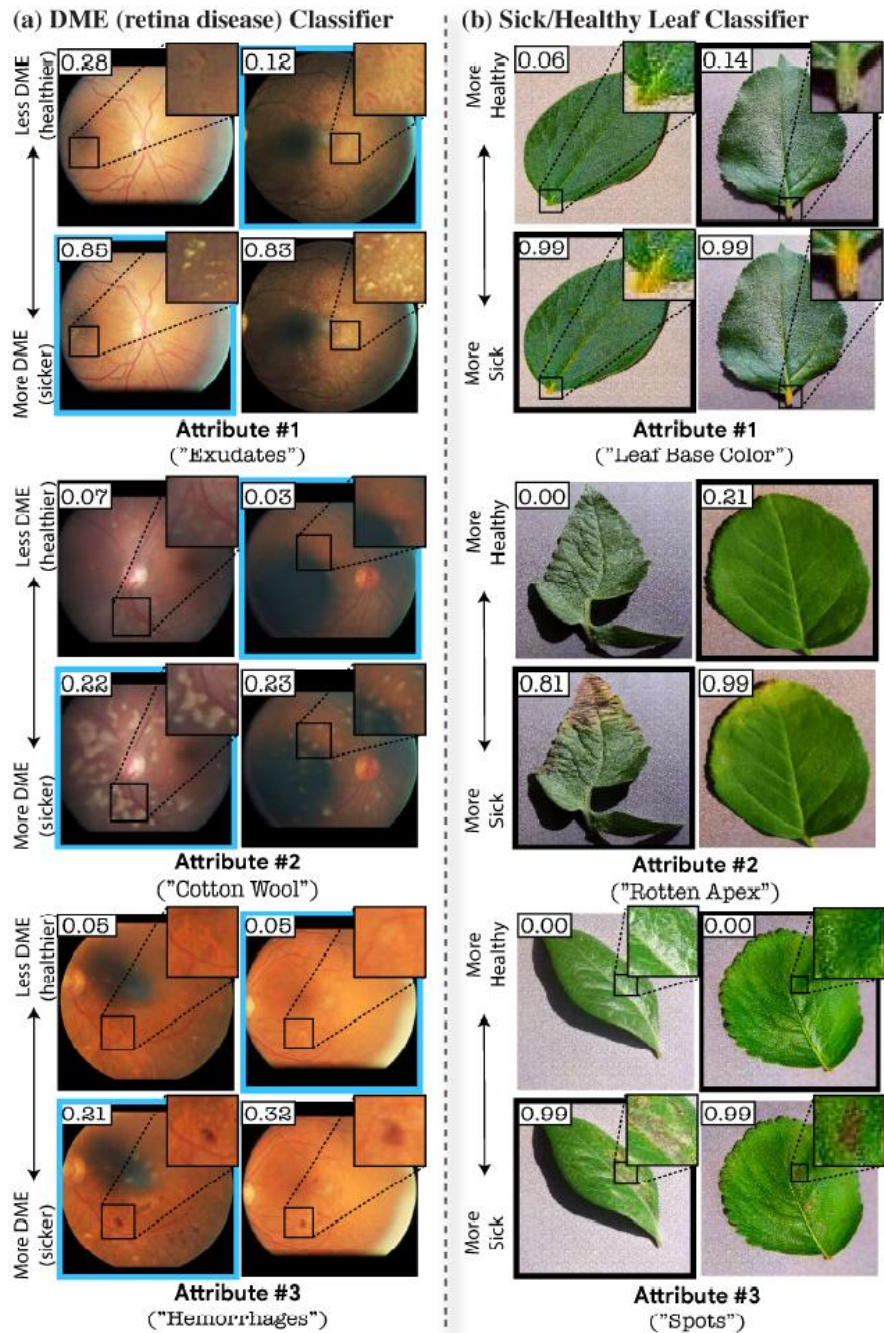 (a) DME (retina disease) Classifier
Less DME
(healthier)
0.28
0.12
More DME
(sicker)
0.85
0.83
Attribute #1
("Exudates")
Less DME
(healthier)
0.07
0.03
More DME
(sicker)
0.22
0.23
Attribute #2
("Cotton Wool")
Less DME
(healthier)
0.05
0.05
More DME
(sicker)
0.21
0.32
Attribute #3
("Hemorrhages")
(b) Sick/Healthy Leaf Classifier
More
Healthy
0.06
0.14
More
Sick
0.99
0.99
Attribute #1
("Leaf Base Color")
More
Healthy
0.00
0.21
More
Sick
0.81
0.99
Attribute #2
("Rotten Apex")
More
Healthy
0.00
0.00
More
Sick
0.99
0.99
Attribute #3
("Spots")